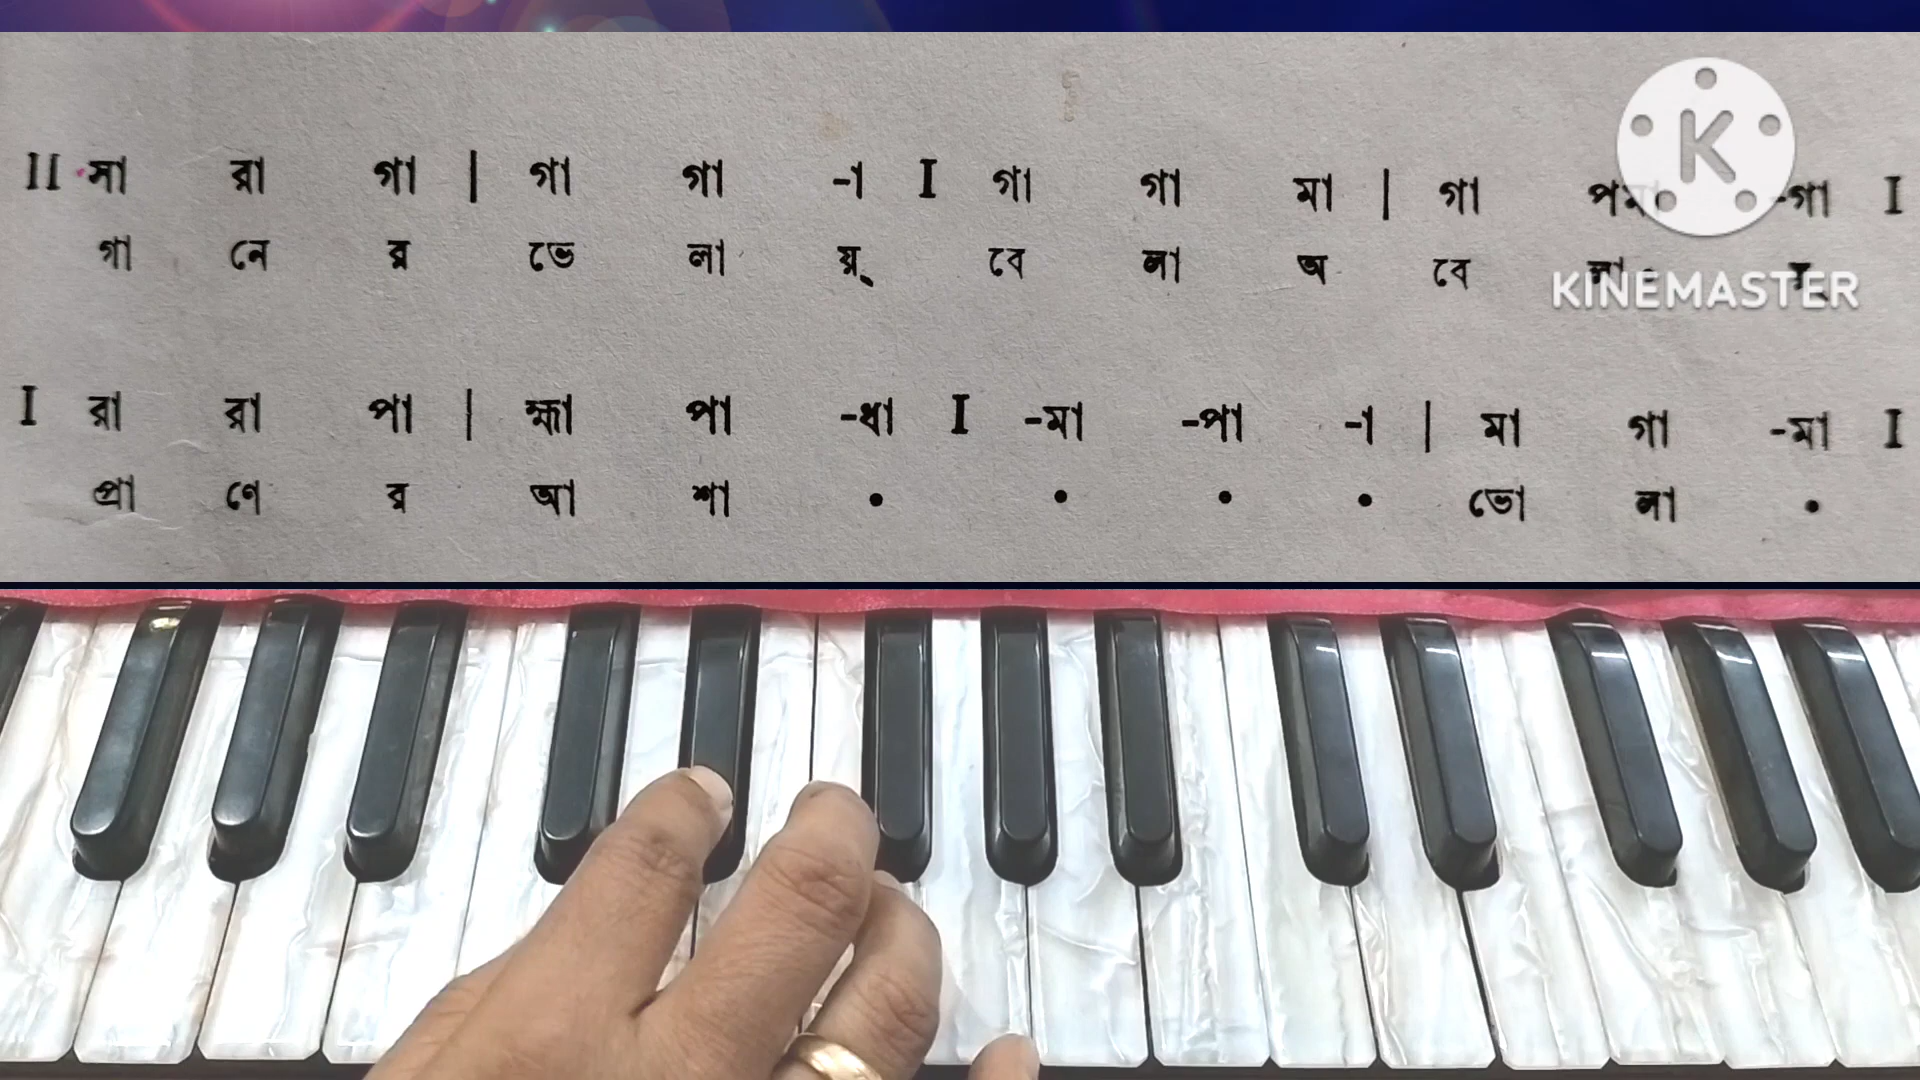 II সা রা গা | গা গা -া I গা গা মা | গা পমা -গা I
গা নে র ভে লা য়্ বে লা অ বে লা য়্
I রা রা পা | হ্মা পা -ধা I -মা -পা -া | মা গা -মা I
প্রা ণে র আ শা • • • • ভো লা •
K
KINEMASTER